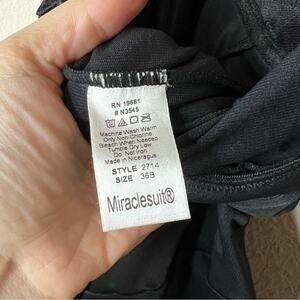 RN 19681
# N3545
Machine Wash Warm
Only Non-Chlorine
Bleach When Needed
Tumble Dry Low
Do Not Iron
Made in Nicaragua
STYLE 2714
SIZE 36B
Miraclesuit®